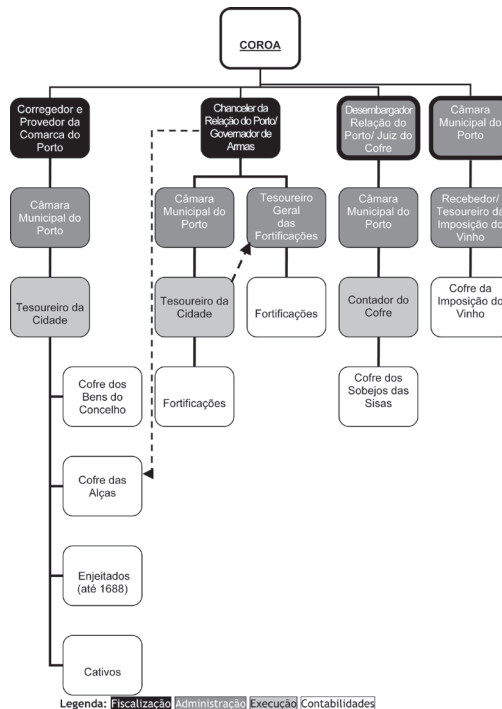 COROA
Corregedor e
Provedor da
Comarca do
Porto
Chanceler da
Relação do Porto/
Governador de
Armas
Desembargador
Relação do
Porto/ Juiz do
Cofre
Câmara
Municipal do
Porto
Câmara
Municipal do
Porto
Câmara
Municipal do
Porto
Tesoureiro
Geral
das
Fortificações
Câmara
Municipal do
Porto
Recebedor/
Tesoureiro da
Imposição do
Vinho
Tesoureiro da
Cidade
Tesoureiro da
Cidade
Fortificações
Contador do
Cofre
Cofre da
Imposição do
Vinho
Cofre dos
Bens do
Concelho
Fortificações
Cofre dos
Sobejos das
Sisas
Cofre das
Alças
Enjeitados
(até 1688)
Cativos
Legenda: Fiscalização Administração Execução Contabilidades